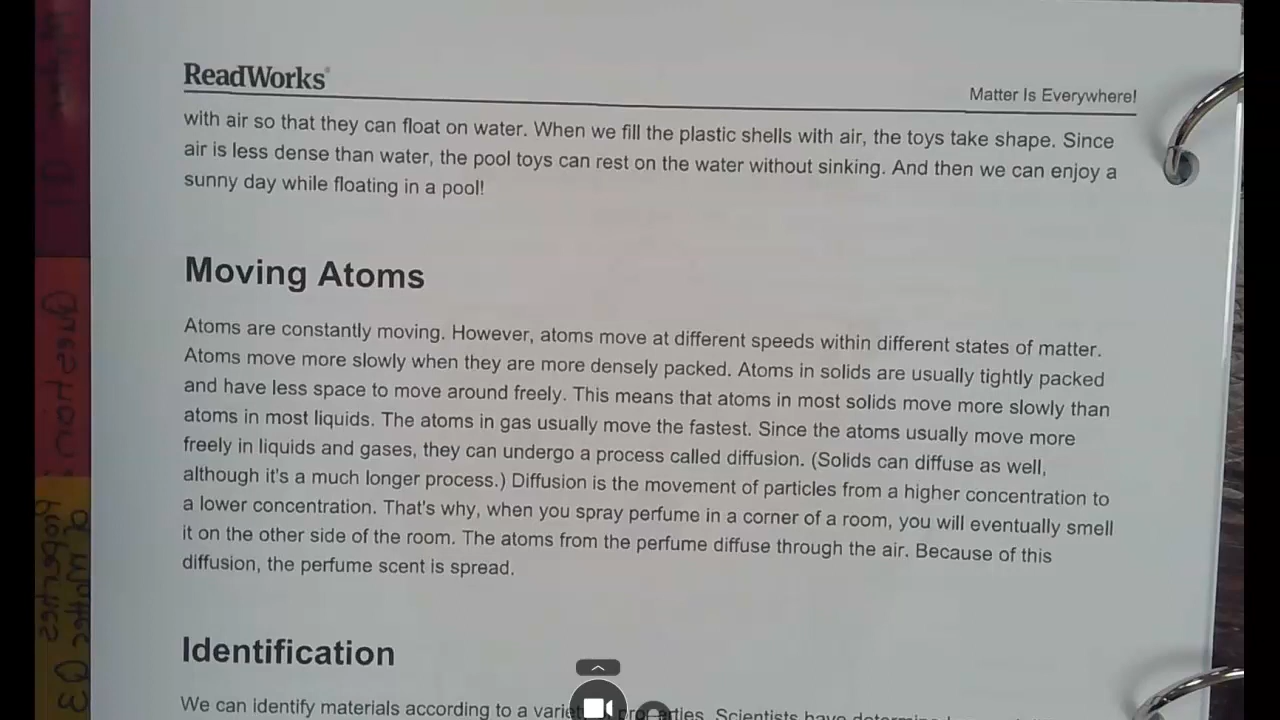 ReadWorks
Matter Is Everywhere!
with air so that they can float on water. When we fill the plastic shells with air, the toys take shape. Since
air is less dense than water, the pool toys can rest on the water without sinking. And then we can enjoy a
sunny day while floating in a pool!
Moving Atoms
Atoms are constantly moving. However, atoms move at different speeds within different states of matter.
Atoms move more slowly when they are more densely packed. Atoms in solids are usually tightly packed
and have less space to move around freely. This means that atoms in most solids move more slowly than
atoms in most liquids. The atoms in gas usually move the fastest. Since the atoms usually move more
freely in liquids and gases, they can undergo a process called diffusion. (Solids can diffuse as well,
although it's a much longer process.) Diffusion is the movement of particles from a higher concentration to
a lower concentration. That's why, when you spray perfume in a corner of a room, you will eventually smell
it on the other side of the room. The atoms from the perfume diffuse through the air. Because of this
diffusion, the perfume scent is spread.
Identification
We can identify materials according to a variety of properties. Scientists have
Questions
properties
of matter Q3